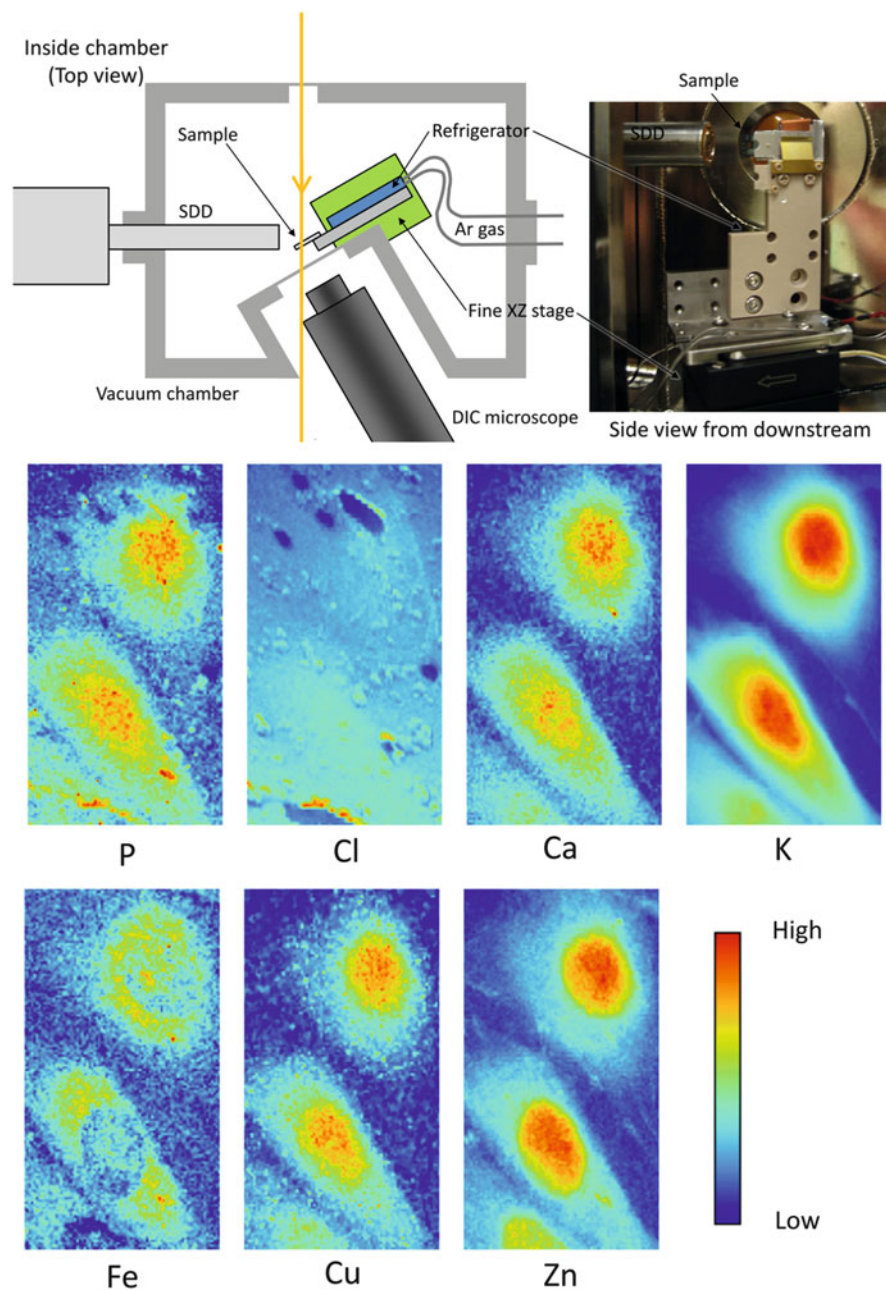 Inside chamber
(Top view)
Sample
SDD
Refrigerator
Ar gas
Fine XZ stage
Vacuum chamber
DIC microscope
Sample
SDD
Side view from downstream
P
Cl
Ca
K
Fe
Cu
Zn
High
Low